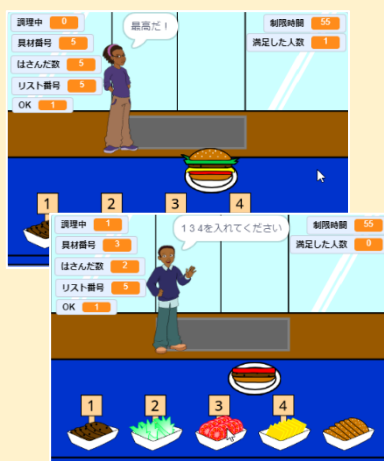 調理中 0
具材番号 5
はさんだ数 5
リスト番号 5
OK 1
最高だ！
制限時間 55
満足した人数 1
1 2 3 4
調理中 1
具材番号 3
はさんだ数 2
リスト番号 5
OK 1
1 3 4を入れてください
制限時間 55
満足した人数 0
1 2 3 4